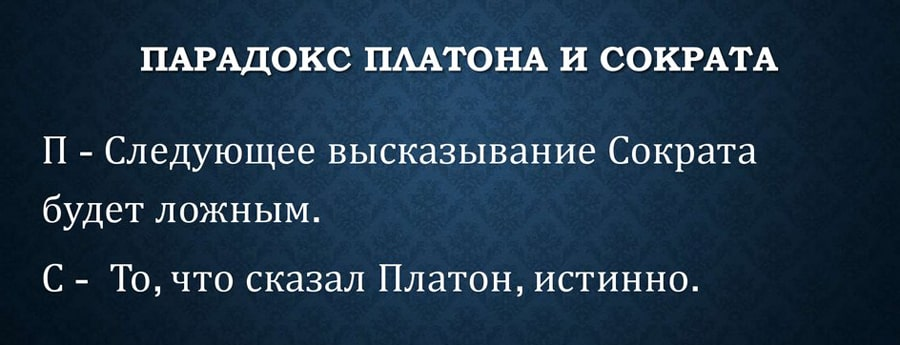 ПАРАДОКС ПЛАТОНА И СОКРАТА
П - Следующее высказывание Сократа
будет ложным.
С - То, что сказал Платон, истинно.